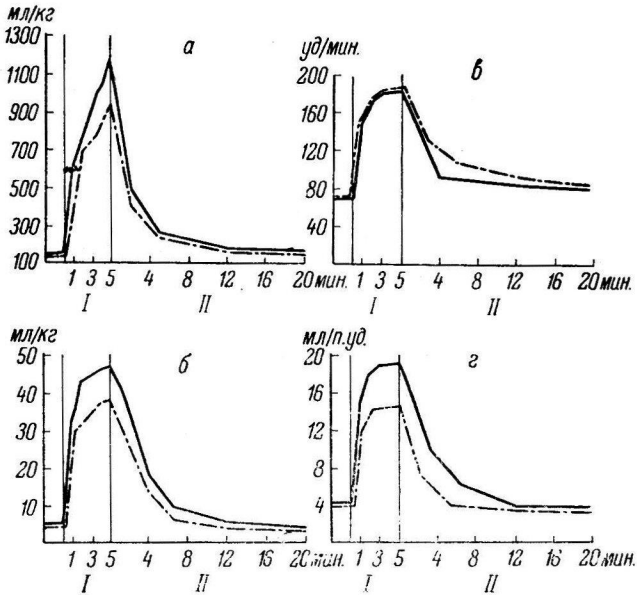 мл/кг
1300
а
1100
900
700
500
300
100
1 3 5 4 8 12 16 20 мин.
I II
уд/мин.
200
в
160
120
80
40
1 3 5 4 8 12 16 20 мин.
I II
мл/кг
50
б
40
30
20
10
1 3 5 4 8 12 16 20 мин.
I II
мл/п.уд.
20
г
16
12
8
4
1 3 5 4 8 12 16 20 мин.
I II